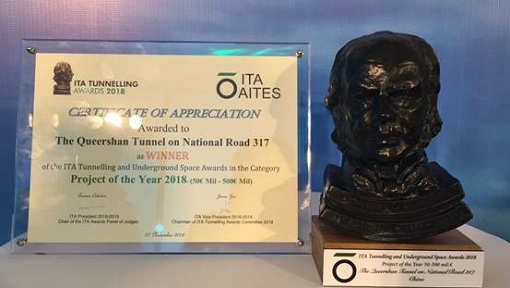 ITA TUNNELLING
AWARDS 2018
ITA
AITES
CERTIFICATE OF APPRECIATION
Awarded to
The Queershan Tunnel on National Road 317
as WINNER
of the ITA Tunnelling and Underground Space Awards in the Category
Project of the Year 2018 (50€ Mil - 500€ Mil)
ITA President 2016-2019
Chair of the ITA Awards Panel of Judges
ITA Vice-President 2016-2019
Chairman of ITA Tunnelling Awards Committee 2018
ITA Tunnelling and Underground Space Awards 2018
Project of the Year 50-500 mil.€
The Queershan Tunnel on National Road 317
China